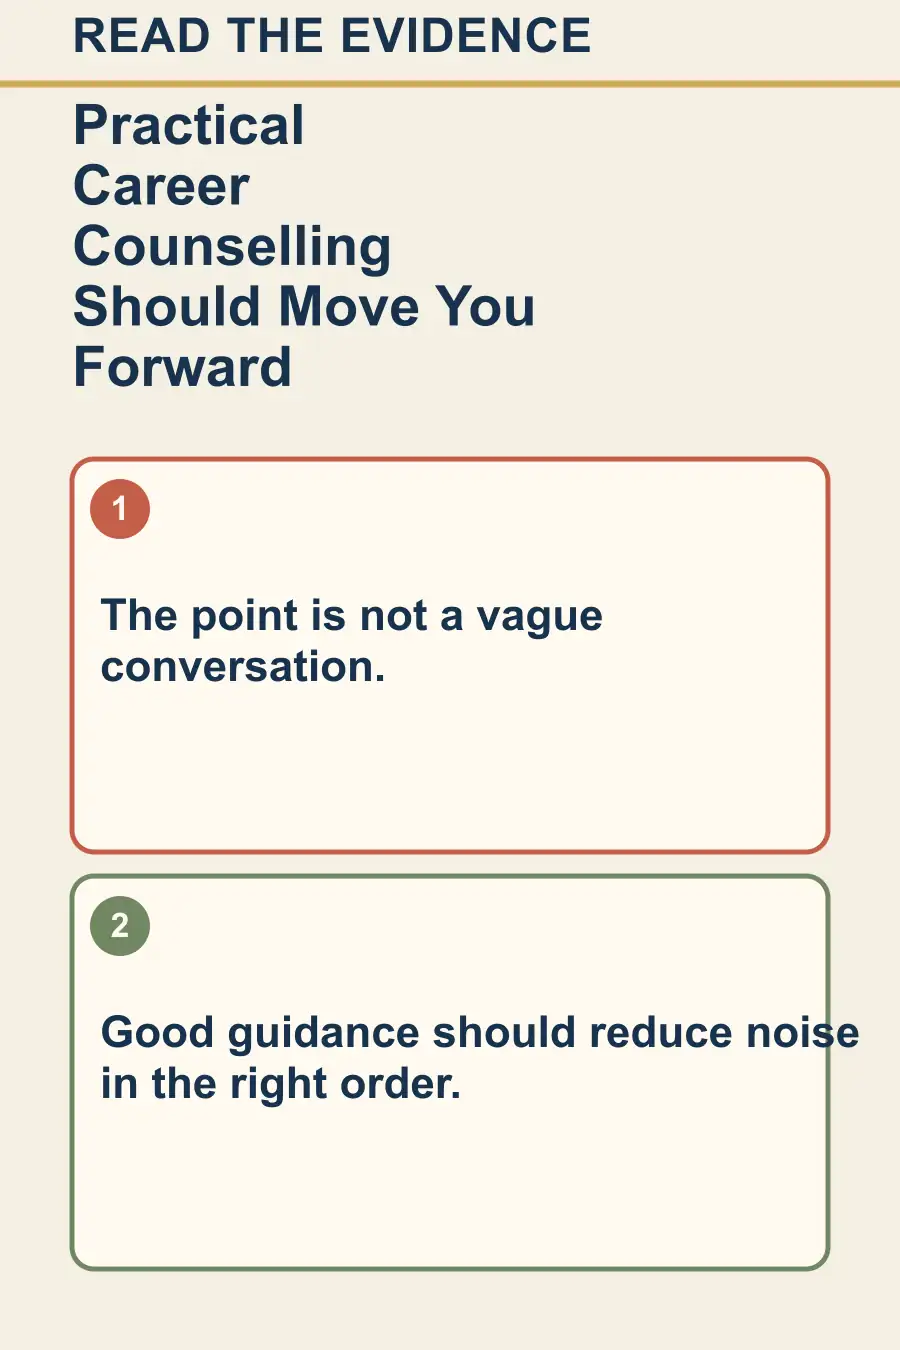 READ THE EVIDENCE
Practical
Career
Counselling
Should Move You
Forward
1
The point is not a vague
conversation.
2
Good guidance should reduce noise
in the right order.